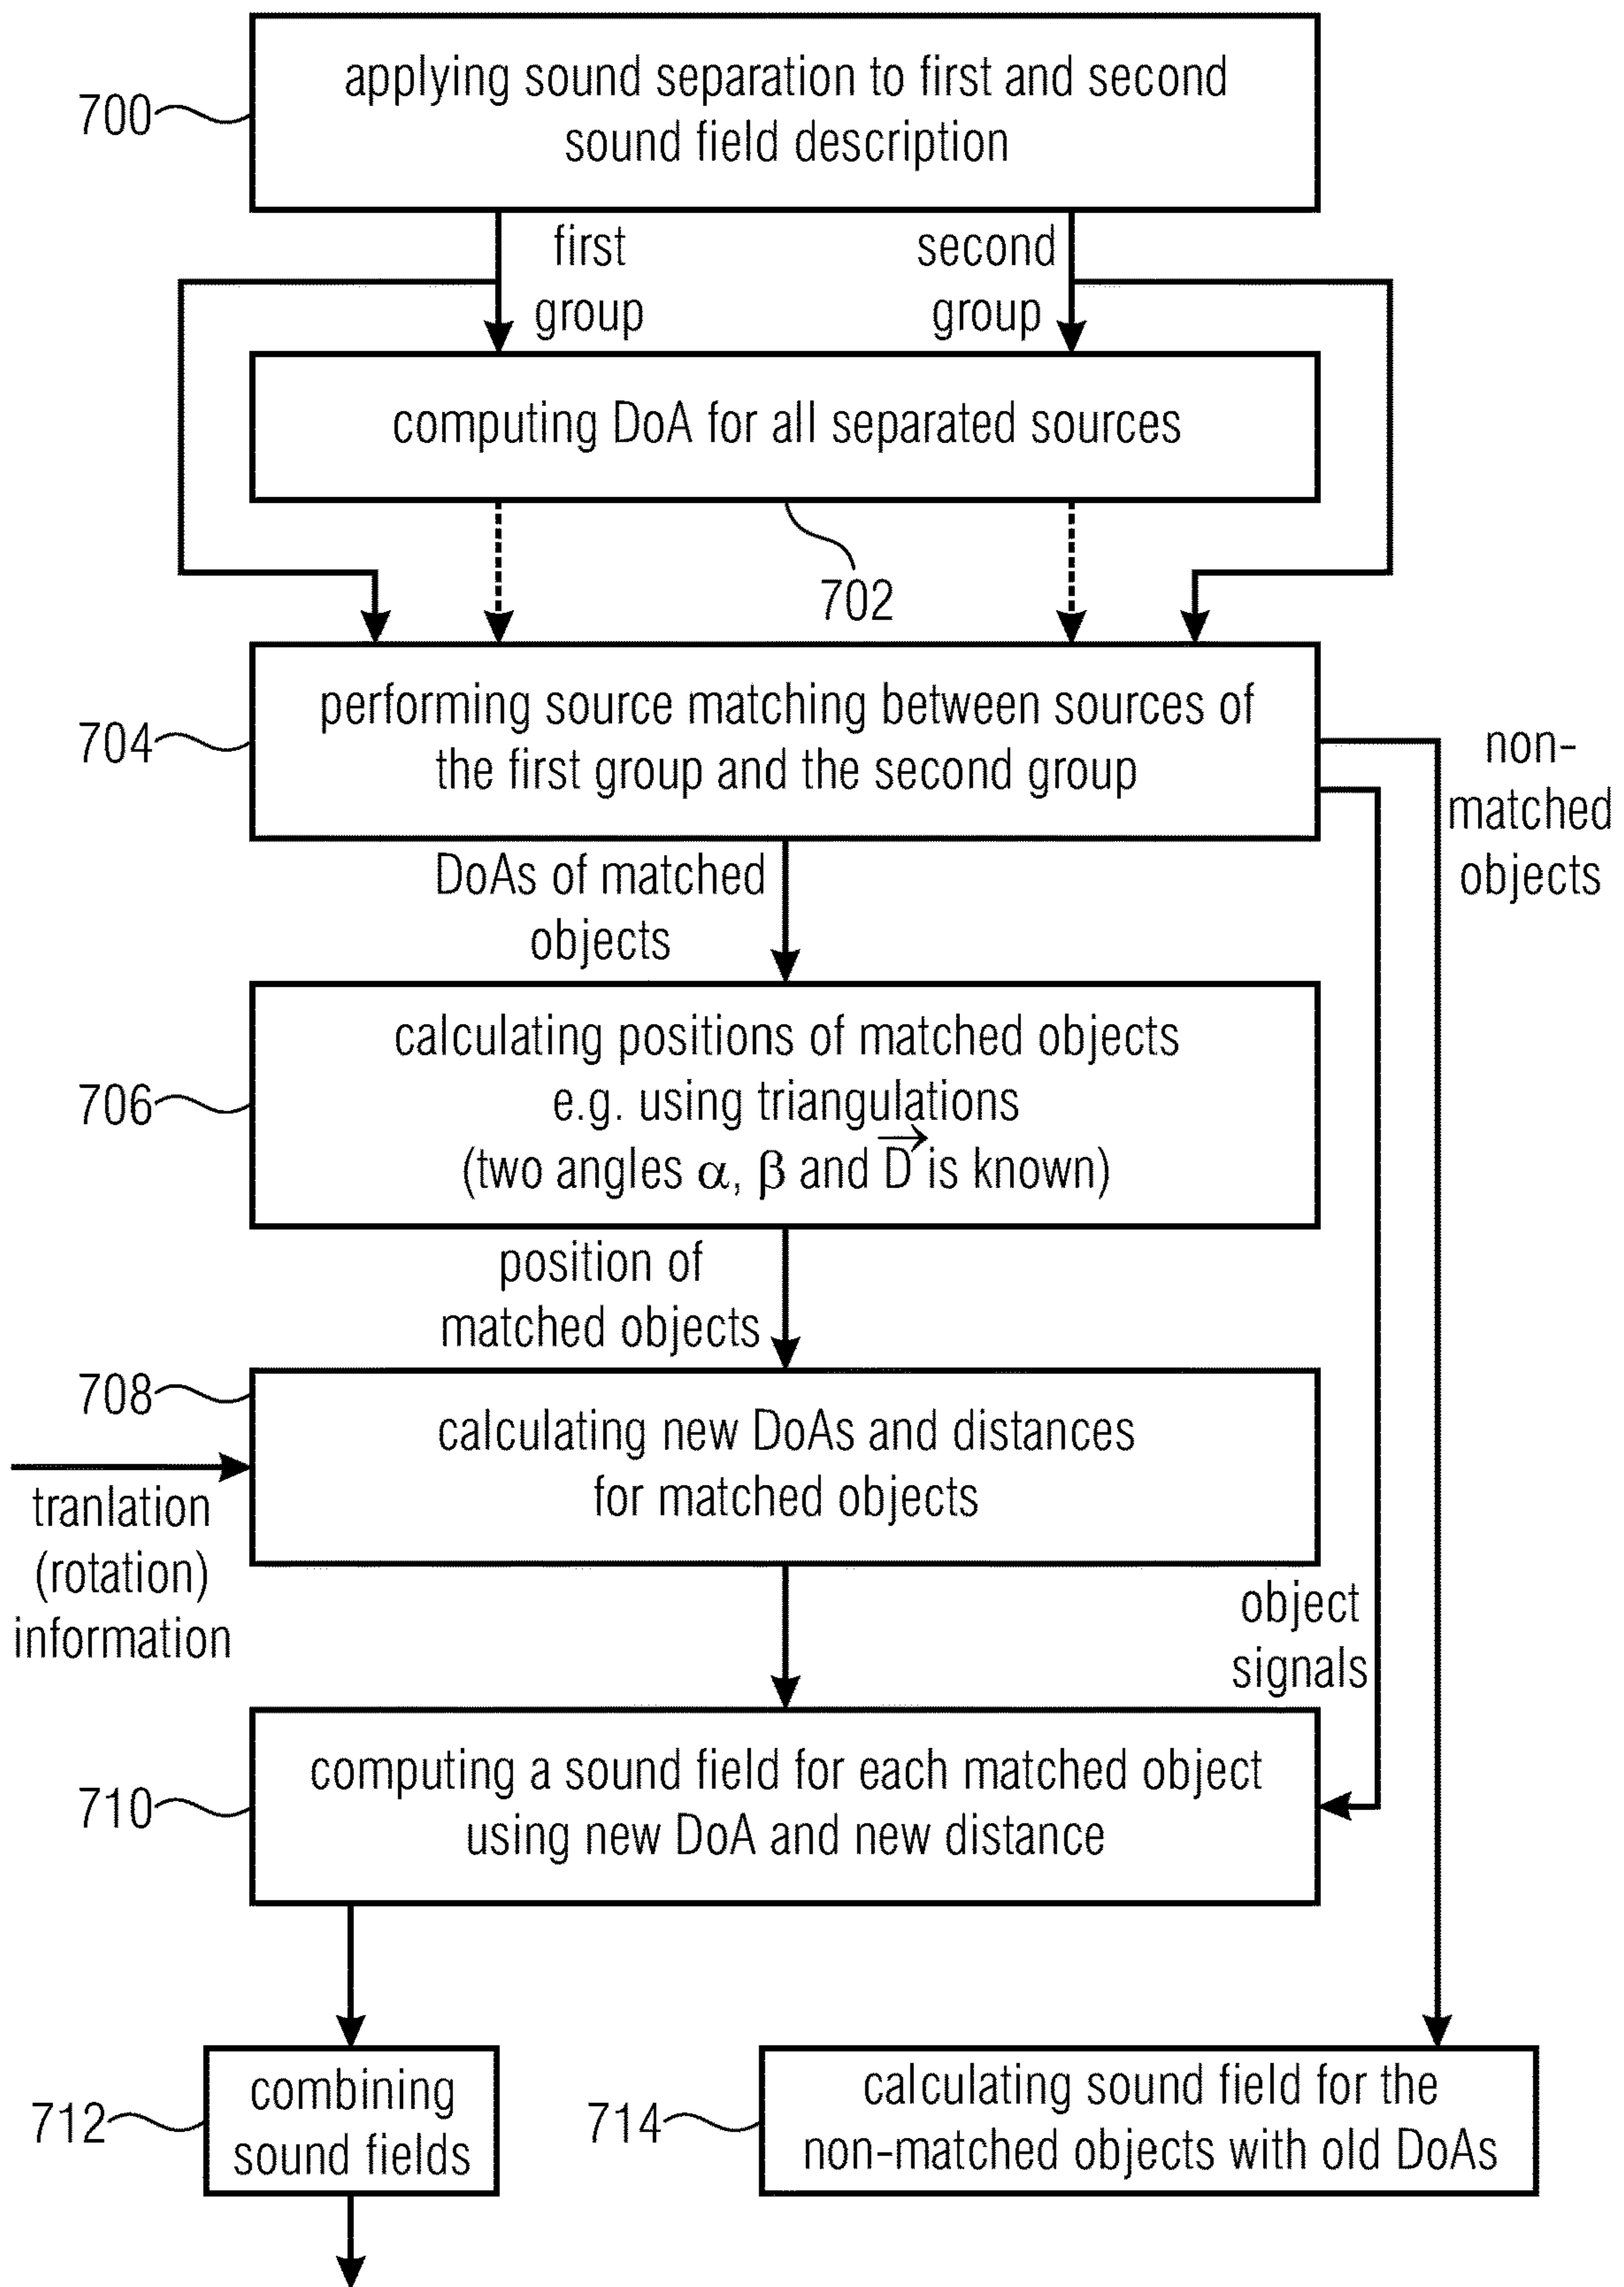 applying sound separation to first and second
sound field description
700
first
group
second
group
computing DoA for all separated sources
702
performing source matching between sources of
the first group and the second group
704
non-
matched
objects
DoAs of matched
objects
calculating positions of matched objects
e.g. using triangulations
(two angles α, β and D⃗ is known)
706
position of
matched objects
708
calculating new DoAs and distances
for matched objects
tranlation
(rotation)
information
object
signals
computing a sound field for each matched object
using new DoA and new distance
710
combining
sound fields
712
calculating sound field for the
non-matched objects with old DoAs
714